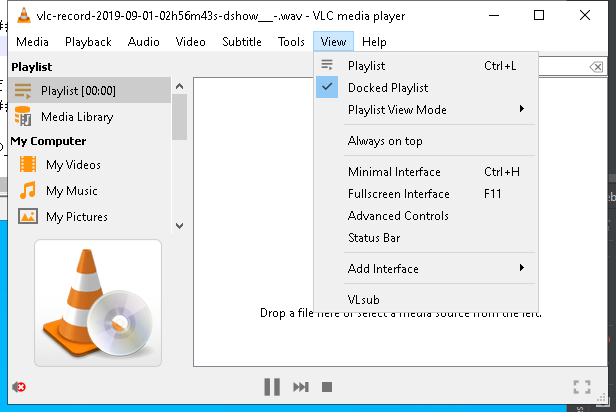 vlc-record-2019-09-01-02h56m43s-dshow__-.wav - VLC media player
Media Playback Audio Video Subtitle Tools View Help
Playlist
Playlist [00:00]
Media Library
My Computer
My Videos
My Music
My Pictures
Playlist Ctrl+L
Docked Playlist
Playlist View Mode
Always on top
Minimal Interface Ctrl+H
Fullscreen Interface F11
Advanced Controls
Status Bar
Add Interface
VLsub
Drop a file here or select a media source from the left.